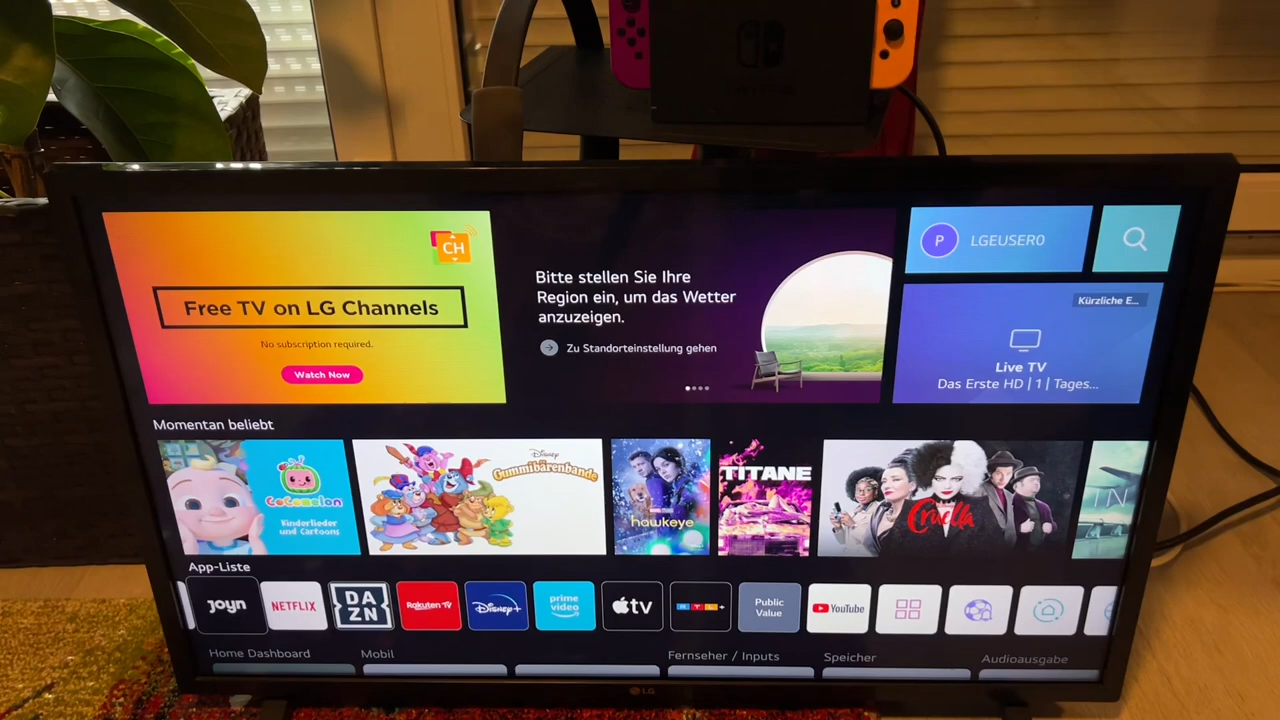 CH
Free TV on LG Channels
No subscription required.
Watch Now
Bitte stellen Sie Ihre
Region ein, um das Wetter
anzuzeigen.
Zu Standorteinstellung gehen
P
LGEUSER0
Kürzliche E...
Live TV
Das Erste HD | 1 | Tages...
Momentan beliebt
CoComelon
Kinderlieder
und Cartoons
Disney
Gummibärenbande
hawkeye
TITANE
Cruella
IN
App-Liste
Joyn
NETFLIX
DA
ZN
Rakuten TV
Disney+
prime
video
tv
RTL+
Public
Value
YouTube
Home Dashboard
Mobil
Fernseher / Inputs
Speicher
Audioausgabe
LG